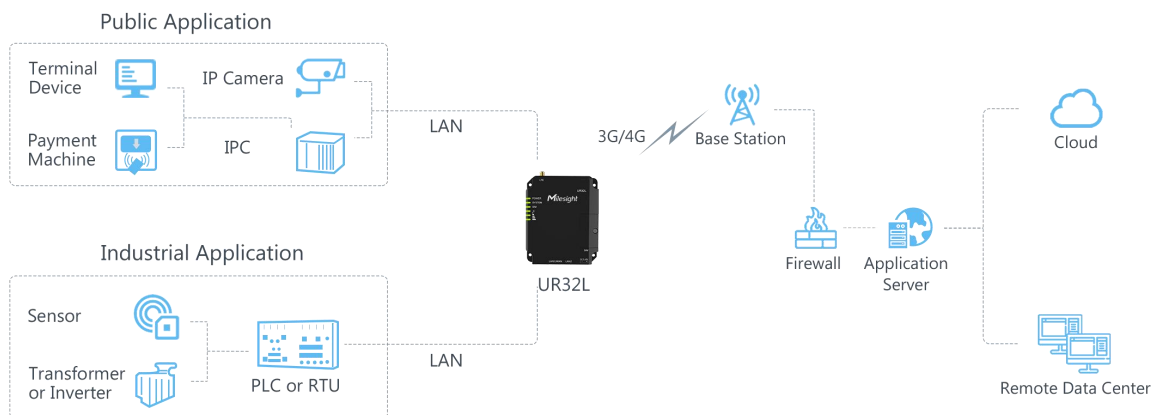 Public Application
Terminal
Device
IP Camera
Payment
Machine
IPC
LAN
3G/4G
Base Station
Cloud
Milesight
UR32L
Firewall
Application
Server
Industrial Application
Sensor
Transformer
or Inverter
PLC or RTU
LAN
Remote Data Center